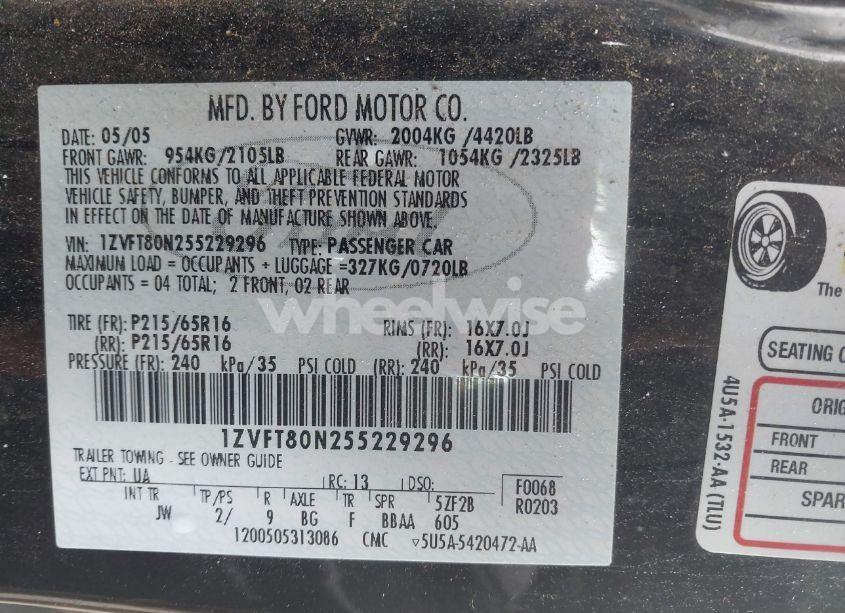 MFD. BY FORD MOTOR CO.
DATE: 05/05 GVWR: 2004KG /4420LB
FRONT GAWR: 954KG/2105LB REAR GAWR: 1054KG /2325LB
THIS VEHICLE CONFORMS TO ALL APPLICABLE FEDERAL MOTOR
VEHICLE SAFETY, BUMPER, AND THEFT PREVENTION STANDARDS
IN EFFECT ON THE DATE OF MANUFACTURE SHOWN ABOVE.
VIN: 1ZVFT80N255229296 TYPE: PASSENGER CAR
MAXIMUM LOAD = OCCUPANTS + LUGGAGE =327KG/0720LB
OCCUPANTS = 04 TOTAL; 2 FRONT, 02 REAR
wheelwise
TIRE (FR): P215/65R16 RIMS (FR): 16X7.0J
(RR): P215/65R16 (RR): 16X7.0J
PRESSURE (FR): 240 kPa/35 PSI COLD (RR): 240 kPa/35 PSI COLD
1ZVFT80N255229296
TRAILER TOWING - SEE OWNER GUIDE
EXT PNT: UA RC: 13 DSO: F0068
R0203
INT TR TP/PS R AXLE TR SPR 5ZF2B
JW 2/ 9 BG F BBAA 605
1200505313086 CMC ▿5U5A-5420472-AA
The
SEATING
4U5A-1532-AA (TLU)
FRONT
REAR
SPAR